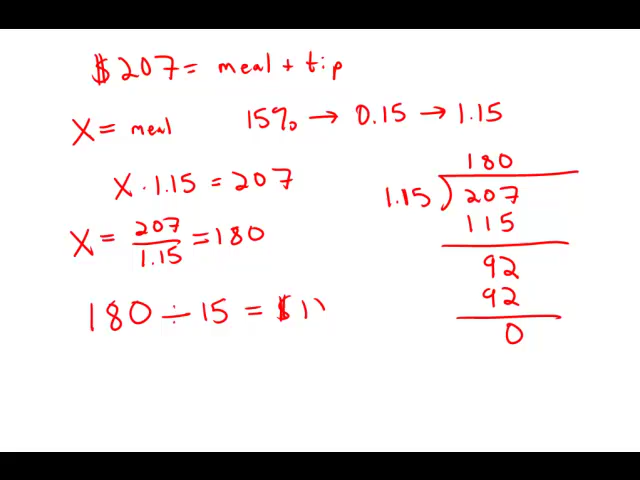 $207 = meal + tip
X = meal
15% → 0.15 → 1.15
X · 1.15 = 207
X = 207/1.15 = 180
180 ÷ 15 = $1
180
1.15 ) 207
115
92
92
0